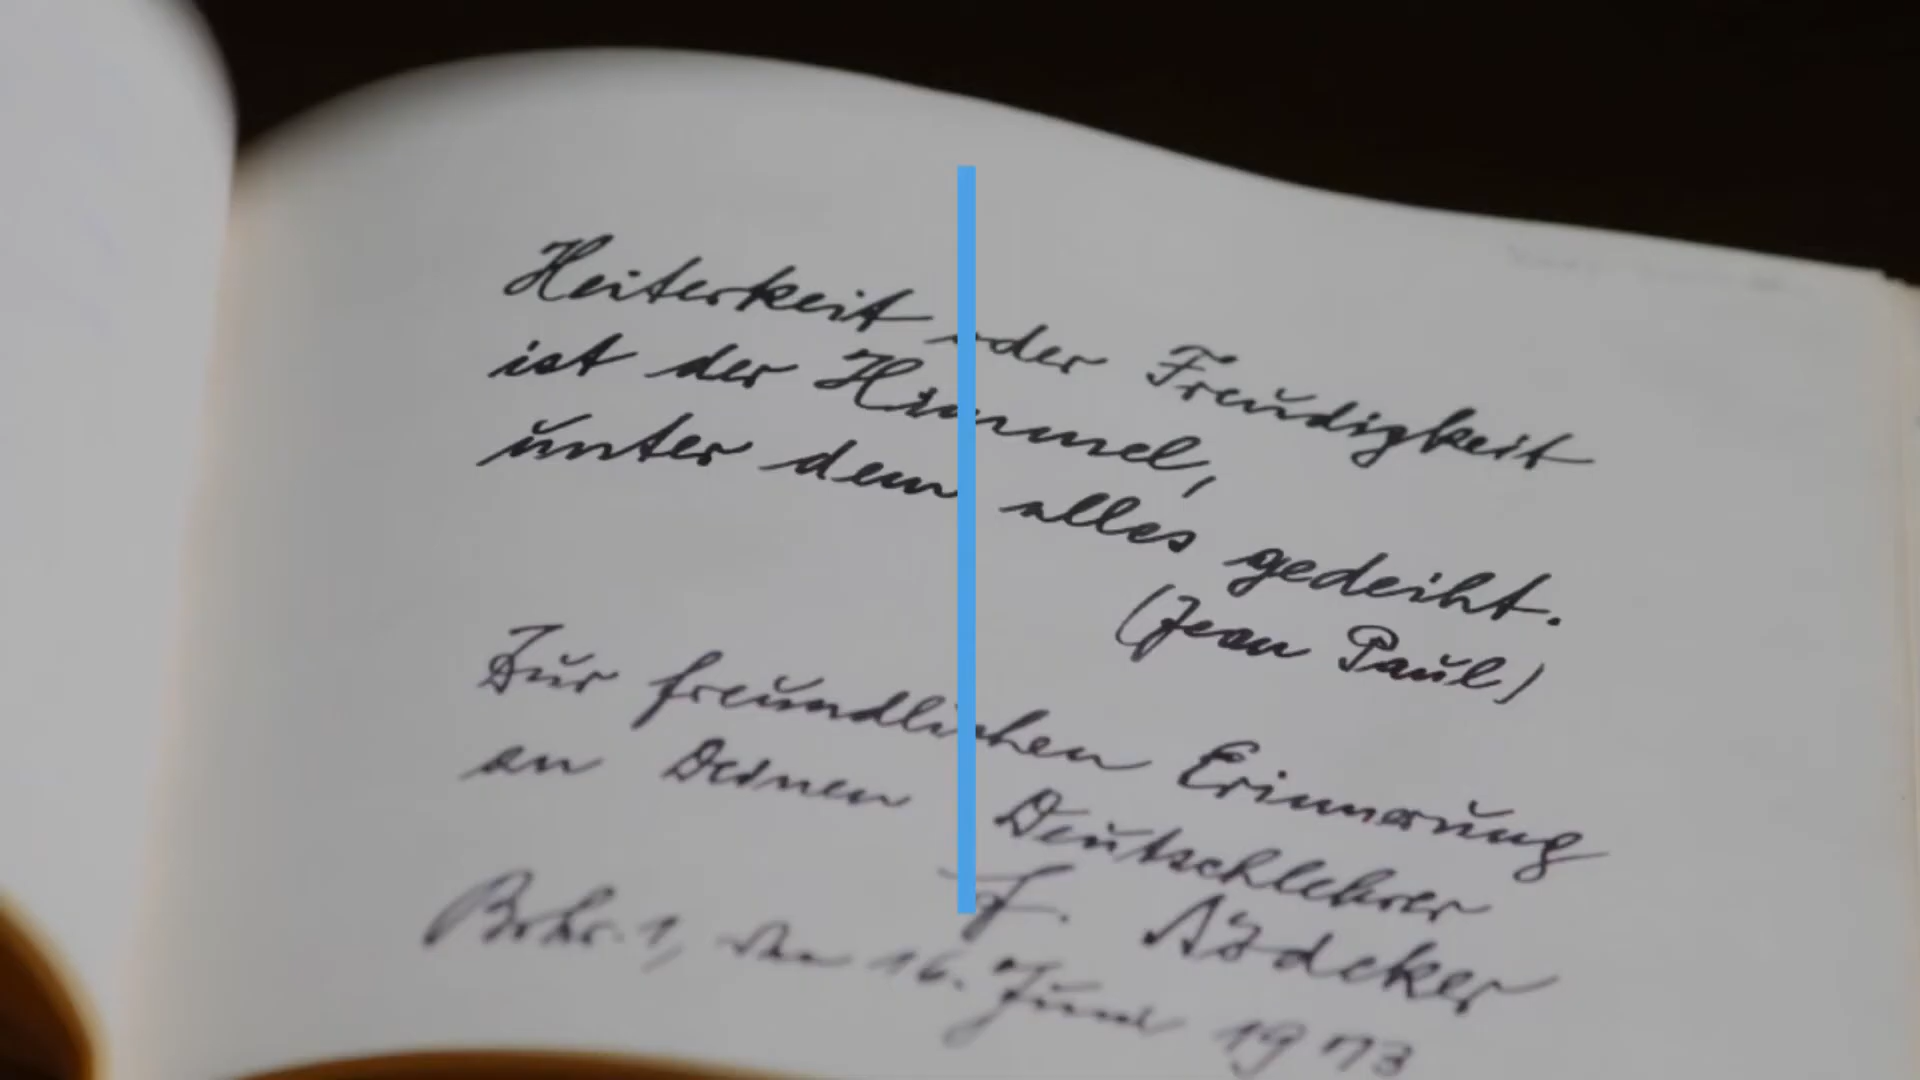 Heiterkeit oder Freudigkeit
ist der Himmel,
unter dem alles gedeiht.
(Jean Paul)
Zur freundlichen Erinnerung
an Deinen Deutschlehrer
F.
den 16. Juni 1973